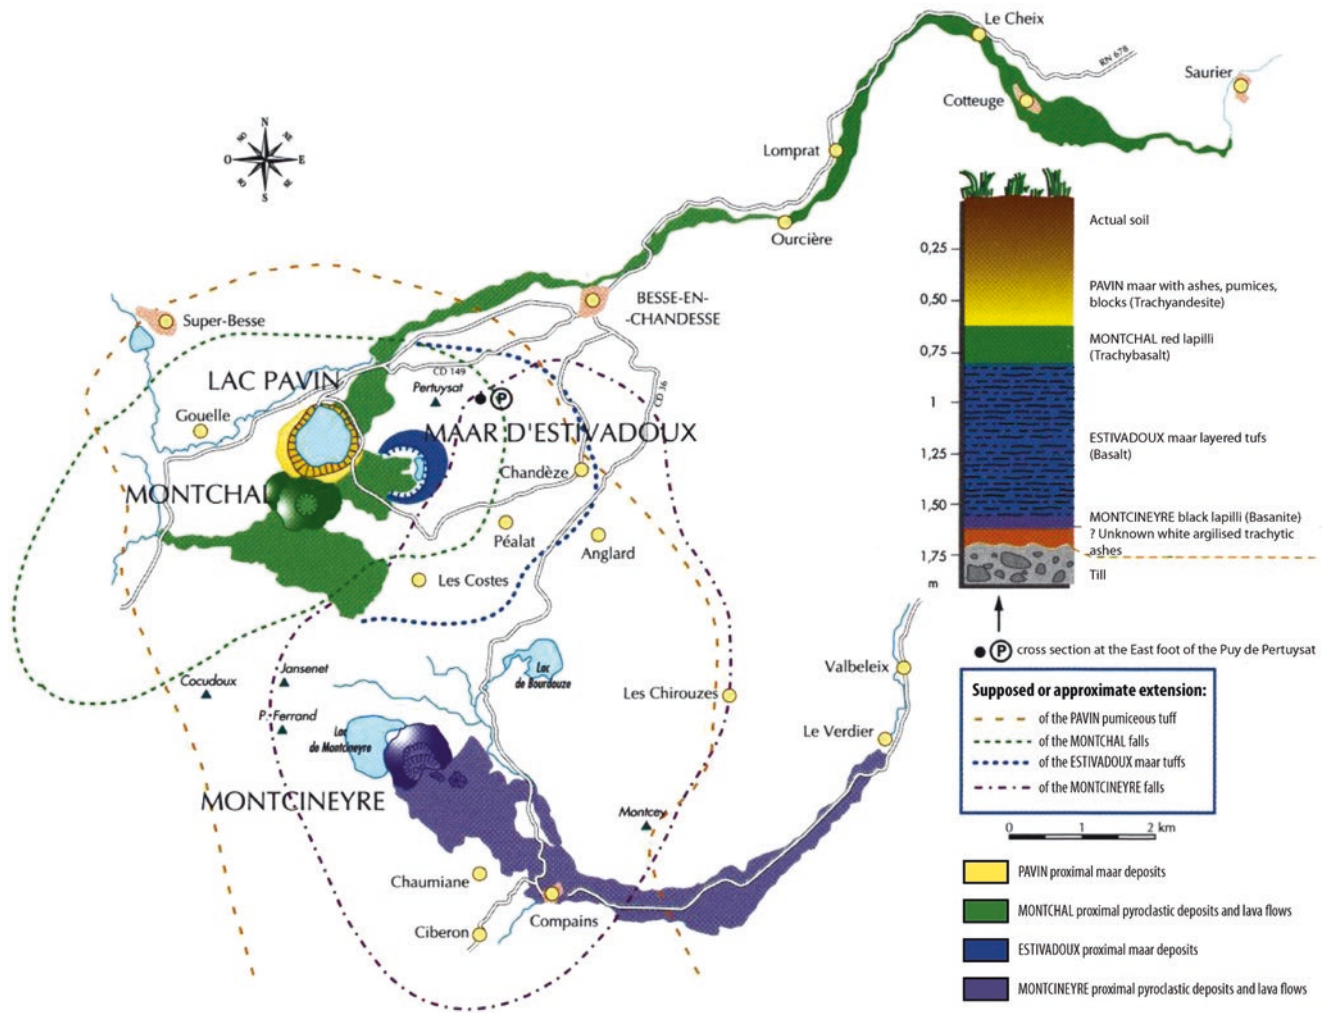 Le Cheix
RN 678
Saurier
Cotteuge
Lomprat
Ourcière
N
NE
E
SE
S
SO
O
NO
BESSE-EN-
-CHANDESSE
Super-Besse
LAC PAVIN
CD 149
Pertuysat
P
CD 36
Gouelle
MAAR D'ESTIVADOUX
Chandèze
MONTCHAL
Péalat
Anglard
Les Costes
Cocudoux
Jansenet
P. Ferrand
Lac
de Bourdouze
Lac
de Montcineyre
MONTCINEYRE
Les Chirouzes
Valbeleix
Le Verdier
Montcey
Chaumiane
Compains
Ciberon
0,25
0,50
0,75
1
1,25
1,50
1,75
m
Actual soil
PAVIN maar with ashes, pumices,
blocks (Trachyandesite)
MONTCHAL red lapilli
(Trachybasalt)
ESTIVADOUX maar layered tufs
(Basalt)
MONTCINEYRE black lapilli (Basanite)
? Unknown white argilised trachytic
ashes
Till
P cross section at the East foot of the Puy de Pertuysat
Supposed or approximate extension:
of the PAVIN pumiceous tuff
of the MONTCHAL falls
of the ESTIVADOUX maar tuffs
of the MONTCINEYRE falls
0 1 2 km
PAVIN proximal maar deposits
MONTCHAL proximal pyroclastic deposits and lava flows
ESTIVADOUX proximal maar deposits
MONTCINEYRE proximal pyroclastic deposits and lava flows